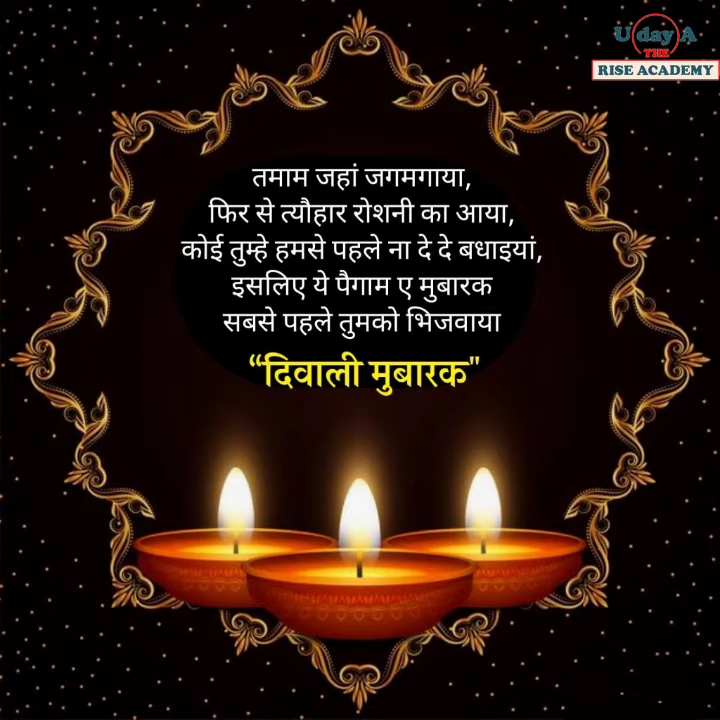 Uday A
THE
RISE ACADEMY
तमाम जहां जगमगाया,
फिर से त्यौहार रोशनी का आया,
कोई तुम्हे हमसे पहले ना दे दे बधाइयां,
इसलिए ये पैगाम ए मुबारक
सबसे पहले तुमको भिजवाया
“दिवाली मुबारक"